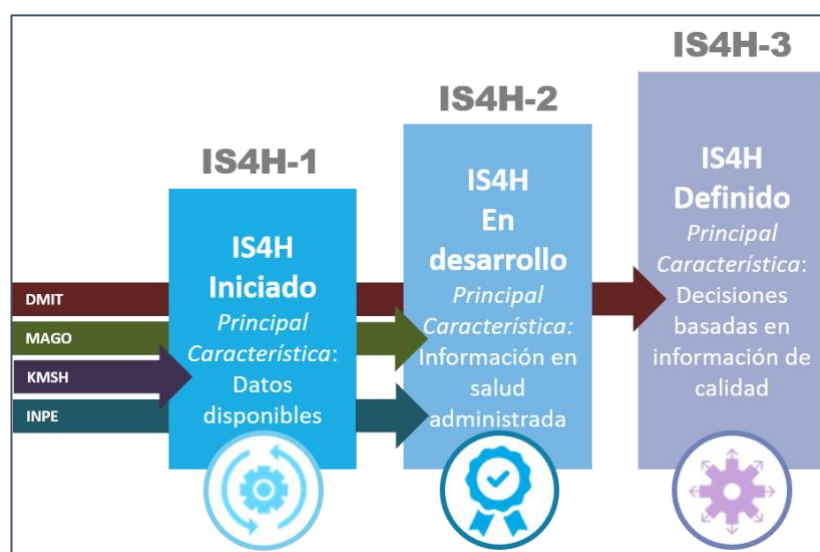 IS4H-1
IS4H-2
IS4H-3
IS4H
Iniciado
Principal
Característica:
Datos
disponibles
IS4H
En
desarrollo
Principal
Característica:
Información en
salud
administrada
IS4H
Definido
Principal
Característica:
Decisiones
basadas en
información de
calidad
DMIT
MAGO
KMSH
INPE